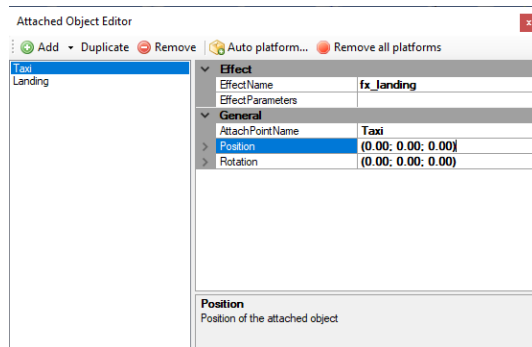 Attached Object Editor
x
Add Duplicate Remove Auto platform... Remove all platforms
Taxi
Landing
Effect
EffectName fx_landing
EffectParameters
General
AttachPointName Taxi
Position (0.00; 0.00; 0.00)
Rotation (0.00; 0.00; 0.00)
Position
Position of the attached object